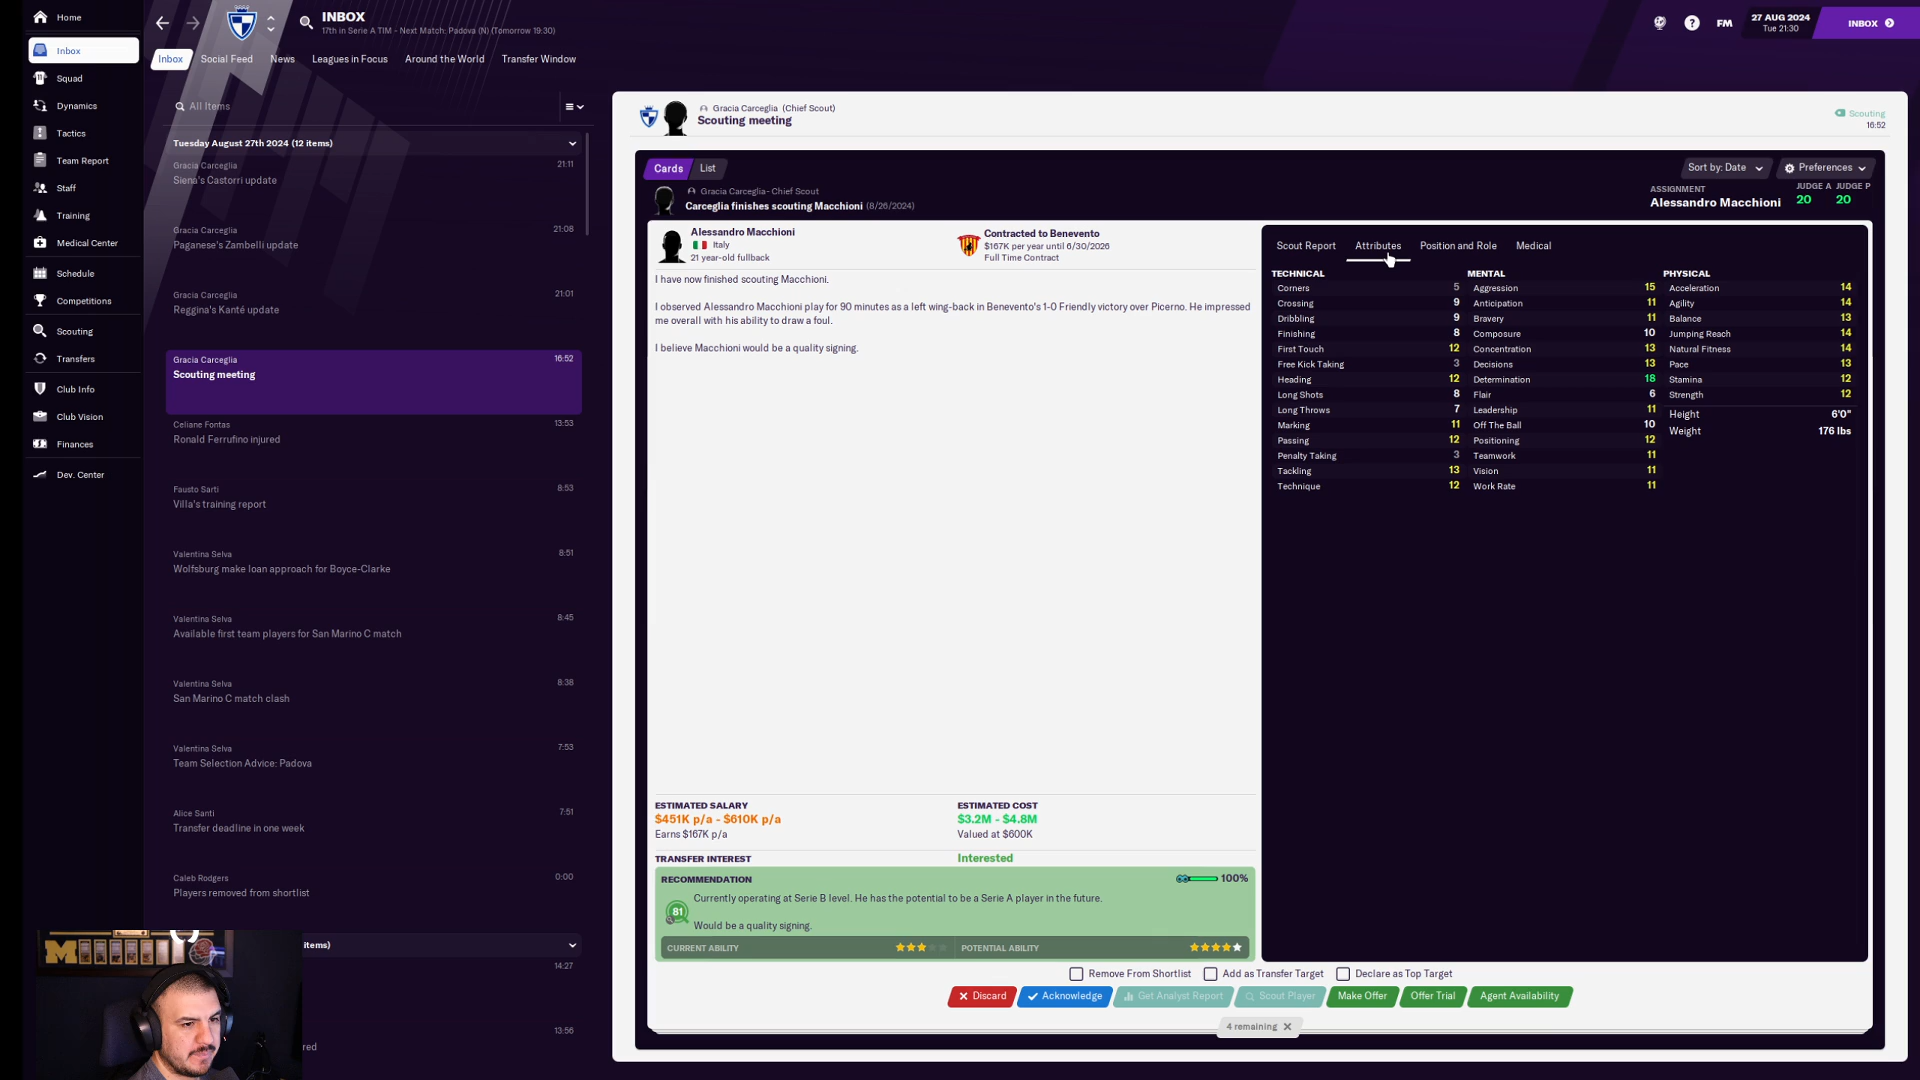 Home
Inbox
Squad
Dynamics
Tactics
Team Report
Staff
Training
Medical Center
Schedule
Competitions
Scouting
Transfers
Club Info
Club Vision
Finances
Dev. Center
INBOX
17th in Serie A TIM - Next Match: Padova (N) (Tomorrow 19:30)
FM
27 AUG 2024
Tue 21:30
INBOX
Inbox Social Feed News Leagues in Focus Around the World Transfer Window
All Items
Tuesday August 27th 2024 (12 items)
Gracia Carceglia 21:11
Siena's Castorri update
Gracia Carceglia 21:08
Paganese's Zambelli update
Gracia Carceglia 21:01
Reggina's Kanté update
Gracia Carceglia 16:52
Scouting meeting
Celiane Fontas 13:53
Ronald Ferrufino injured
Fausto Sarti 8:53
Villa's training report
Valentina Selva 8:51
Wolfsburg make loan approach for Boyce-Clarke
Valentina Selva 8:45
Available first team players for San Marino C match
Valentina Selva 8:38
San Marino C match clash
Valentina Selva 7:53
Team Selection Advice: Padova
Alice Santi 7:51
Transfer deadline in one week
Caleb Rodgers 0:00
Players removed from shortlist
items)
14:27
13:56
red
Gracia Carceglia (Chief Scout)
Scouting meeting
Scouting
16:52
Cards List
Sort by: Date Preferences
Gracia Carceglia- Chief Scout
Carceglia finishes scouting Macchioni (8/26/2024)
ASSIGNMENT JUDGE A JUDGE P
Alessandro Macchioni 20 20
Alessandro Macchioni
Italy
21 year-old fullback
Contracted to Benevento
$167K per year until 6/30/2026
Full Time Contract
I have now finished scouting Macchioni.
I observed Alessandro Macchioni play for 90 minutes as a left wing-back in Benevento's 1-0 Friendly victory over Picerno. He impressed
me overall with his ability to draw a foul.
I believe Macchioni would be a quality signing.
ESTIMATED SALARY
$451K p/a - $610K p/a
Earns $167K p/a
ESTIMATED COST
$3.2M - $4.8M
Valued at $600K
TRANSFER INTEREST Interested
RECOMMENDATION 100%
81
Currently operating at Serie B level. He has the potential to be a Serie A player in the future.
Would be a quality signing.
CURRENT ABILITY POTENTIAL ABILITY
Scout Report Attributes Position and Role Medical
TECHNICAL MENTAL PHYSICAL
Corners 5 Aggression 15 Acceleration 14
Crossing 9 Anticipation 11 Agility 14
Dribbling 9 Bravery 11 Balance 13
Finishing 8 Composure 10 Jumping Reach 14
First Touch 12 Concentration 13 Natural Fitness 14
Free Kick Taking 3 Decisions 13 Pace 13
Heading 12 Determination 18 Stamina 12
Long Shots 8 Flair 6 Strength 12
Long Throws 7 Leadership 11 Height 6'0"
Marking 11 Off The Ball 10 Weight 176 lbs
Passing 12 Positioning 12
Penalty Taking 3 Teamwork 11
Tackling 13 Vision 11
Technique 12 Work Rate 11
Remove From Shortlist Add as Transfer Target Declare as Top Target
Discard Acknowledge Get Analyst Report Scout Player Make Offer Offer Trial Agent Availability
4 remaining
M